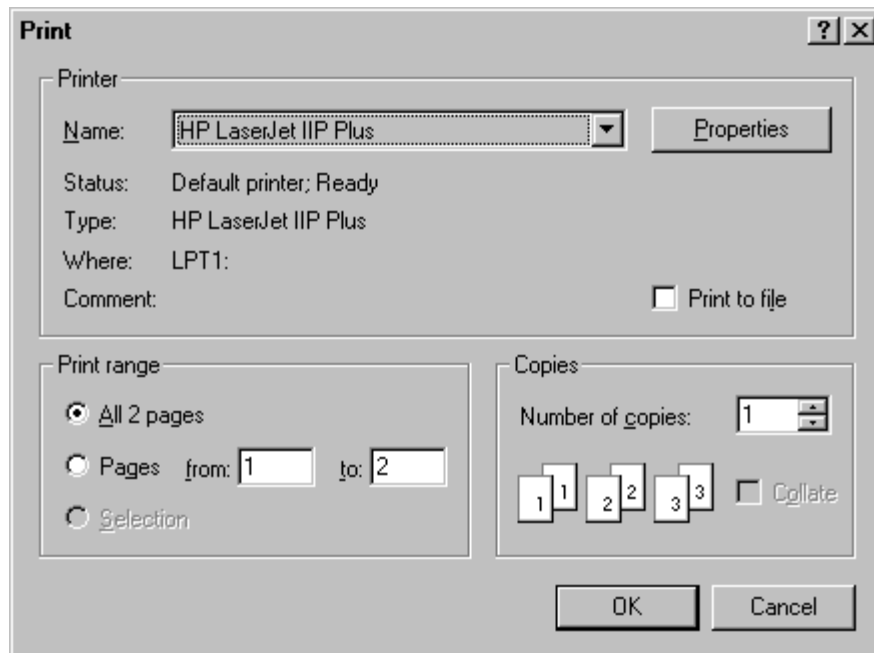 Print
Printer
Name: HP LaserJet IIP Plus Properties
Status: Default printer; Ready
Type: HP LaserJet IIP Plus
Where: LPT1:
Comment: Print to file
Print range
All 2 pages
Pages from: 1 to: 2
Selection
Copies
Number of copies: 1
1 1 2 2 3 3 Collate
OK Cancel